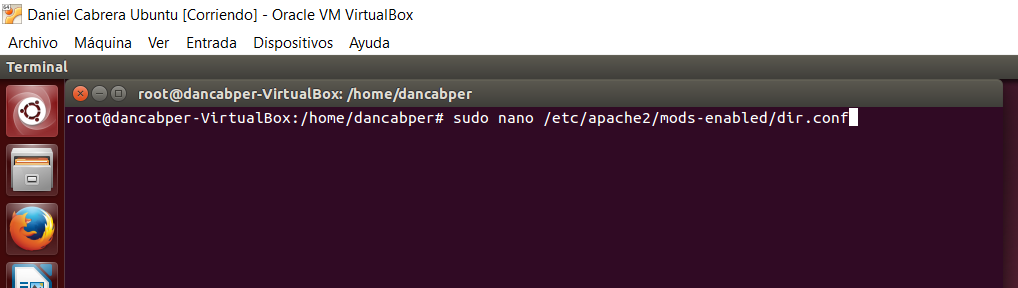 Daniel Cabrera Ubuntu [Corriendo] - Oracle VM VirtualBox
Archivo Máquina Ver Entrada Dispositivos Ayuda
Terminal
root@dancabper-VirtualBox: /home/dancabper
root@dancabper-VirtualBox:/home/dancabper# sudo nano /etc/apache2/mods-enabled/dir.conf